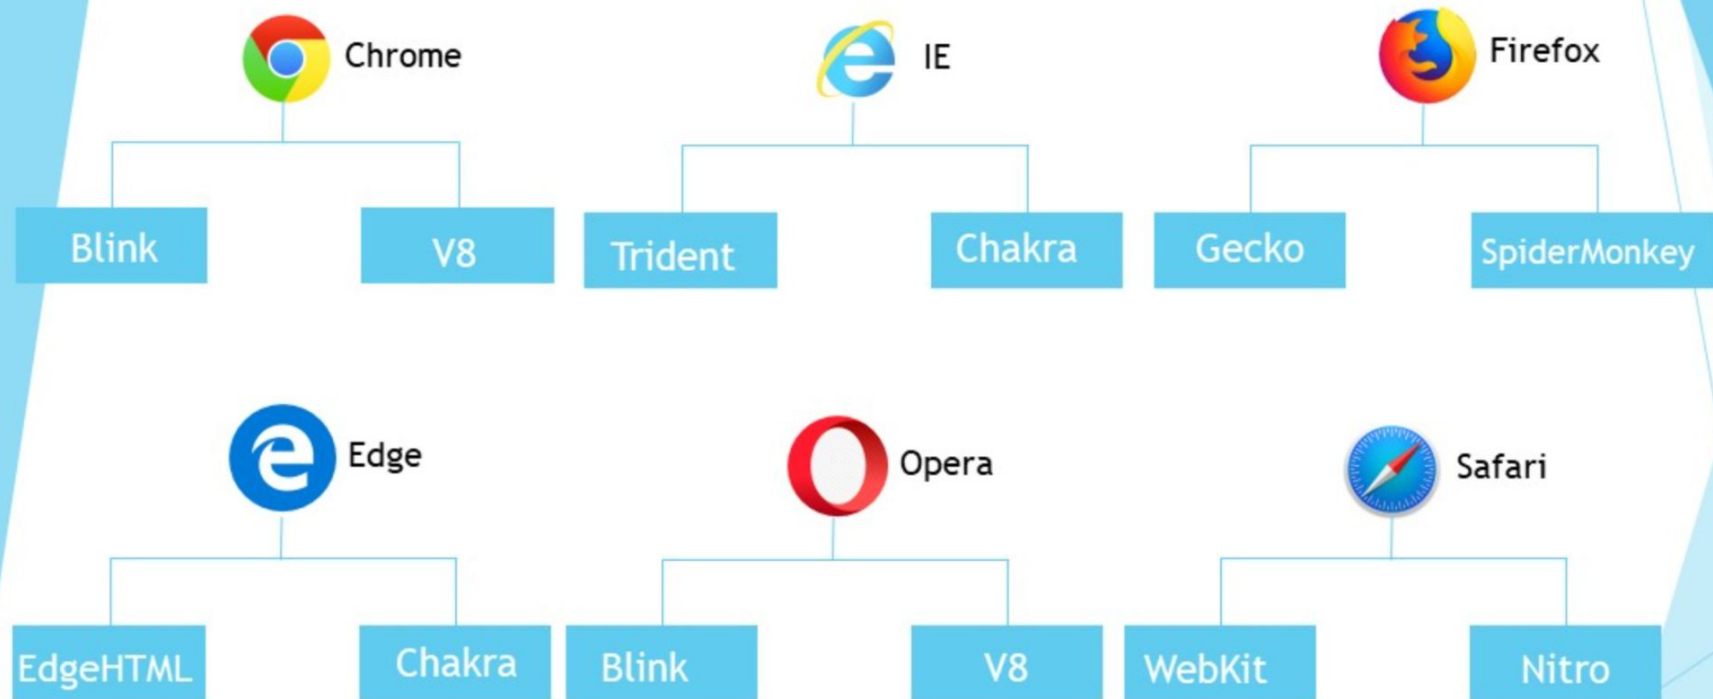 Chrome
IE
Firefox
Blink
V8
Trident
Chakra
Gecko
SpiderMonkey
Edge
Opera
Safari
EdgeHTML
Chakra
Blink
V8
WebKit
Nitro